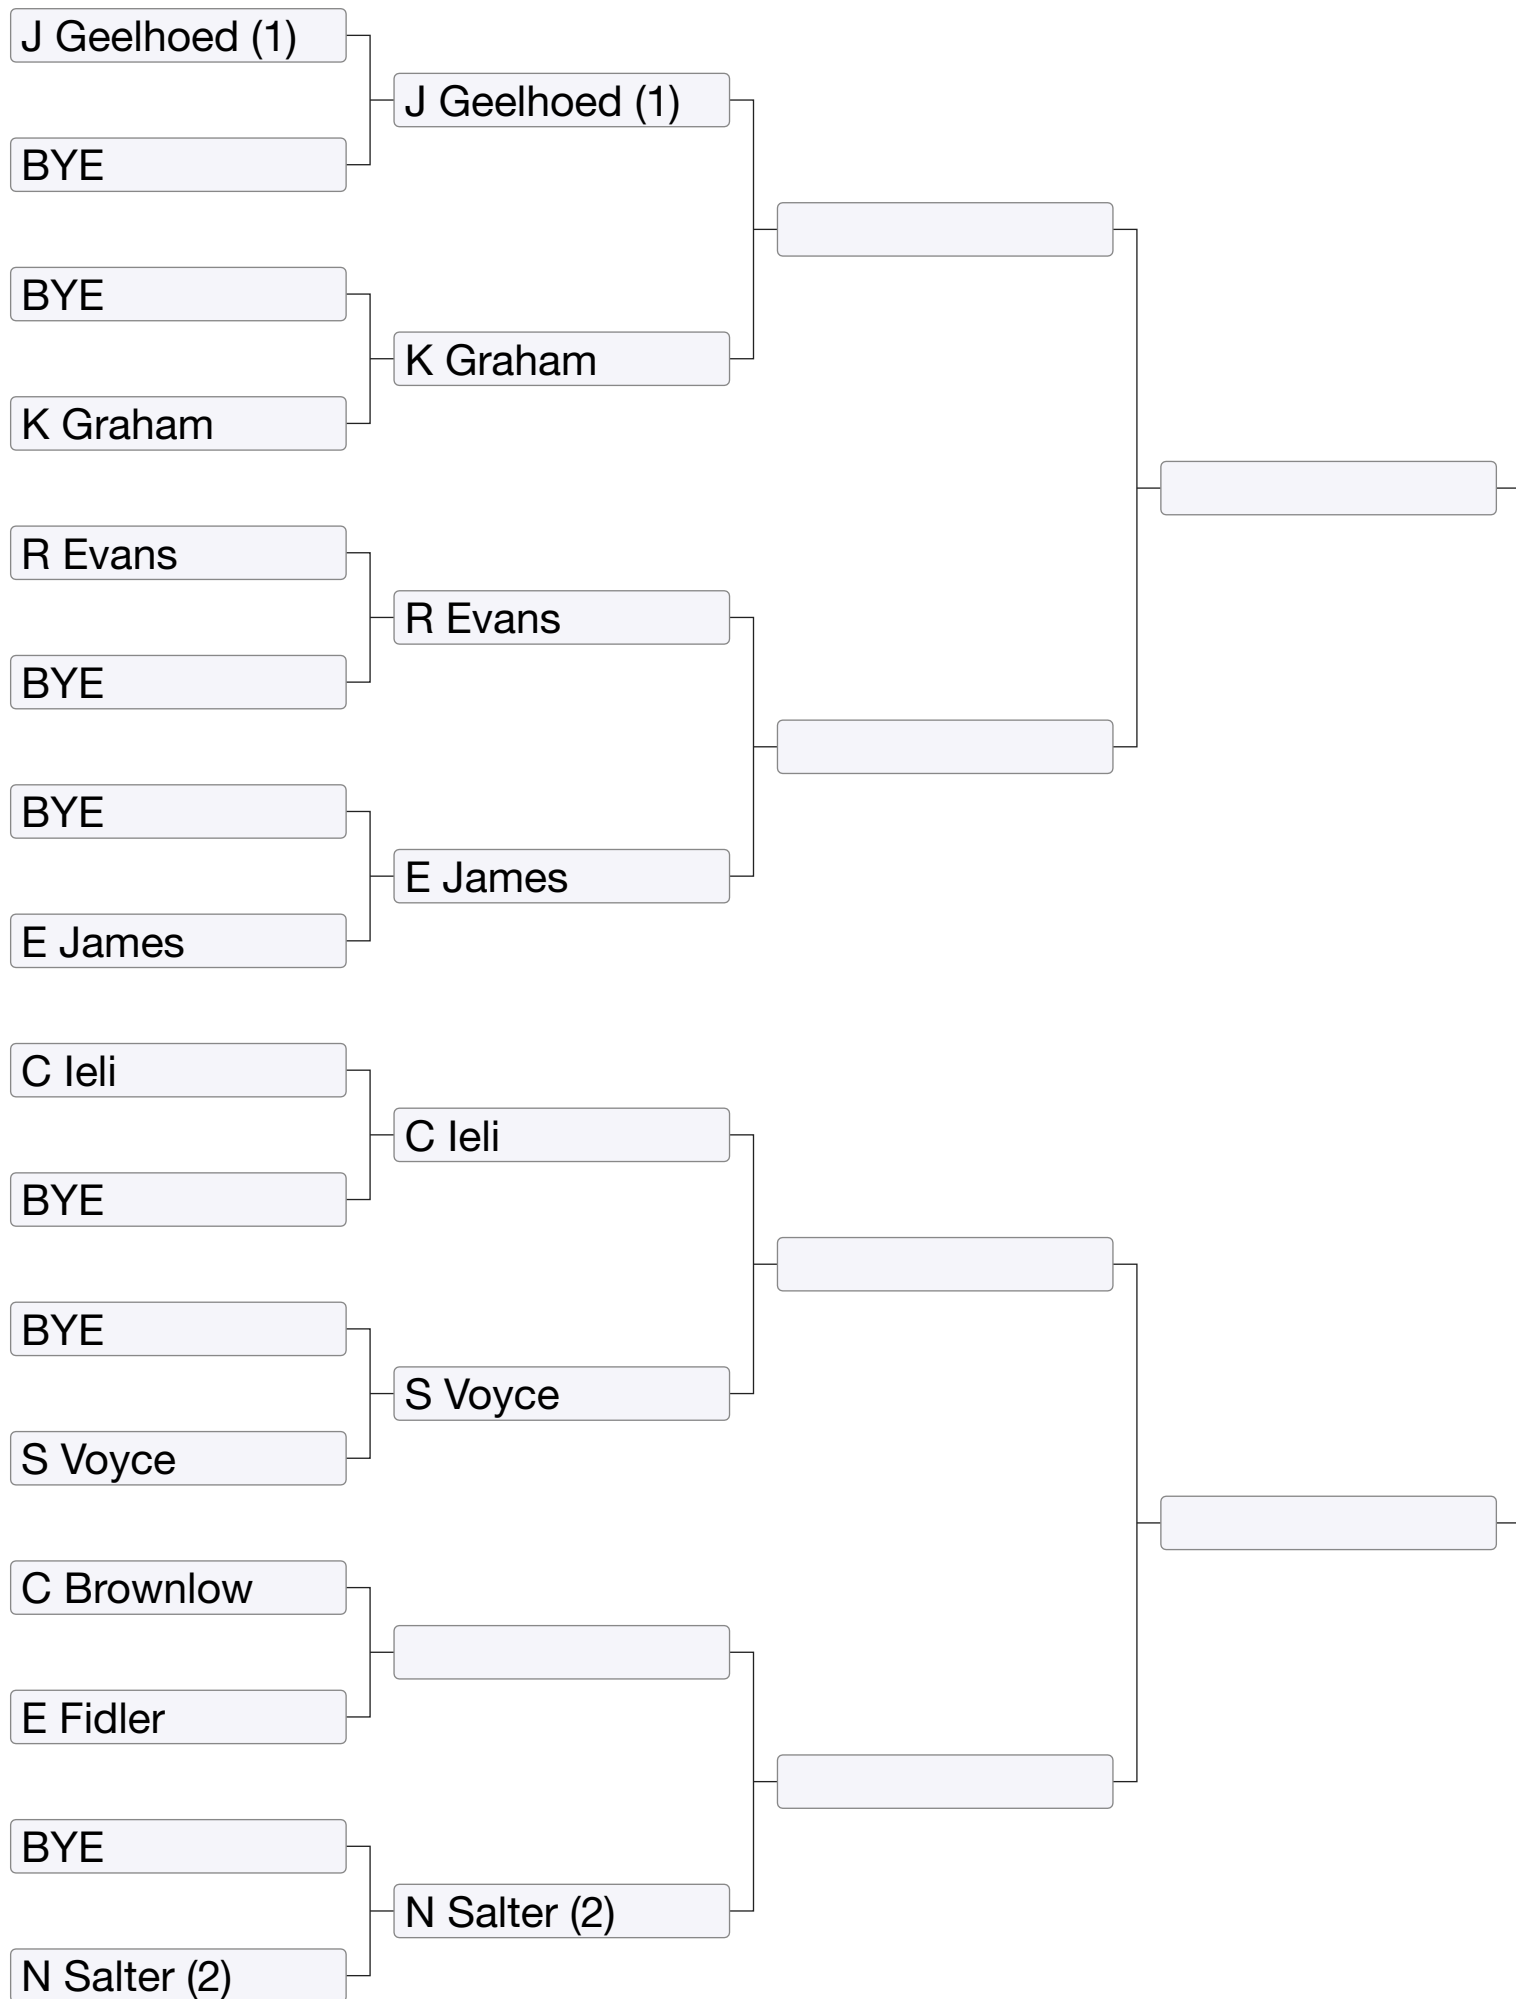 J Geelhoed (1)
BYE
BYE
K Graham
R Evans
BYE
BYE
E James
C Ieli
BYE
BYE
S Voyce
C Brownlow
E Fidler
BYE
N Salter (2)
J Geelhoed (1)
K Graham
R Evans
E James
C Ieli
S Voyce
N Salter (2)